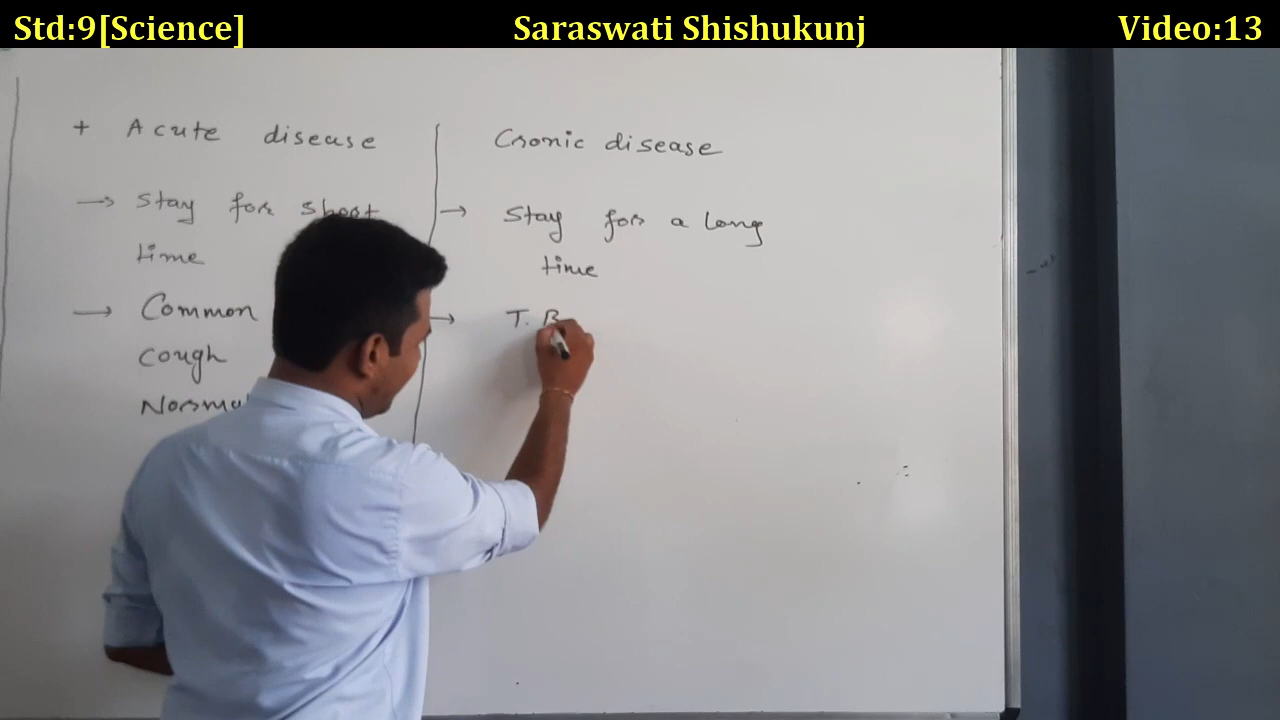 Std:9[Science] Saraswati Shishukunj Video:13
+ Acute disease
→ Stay for short
time
→ Common
Cough
Cronic disease
→ Stay for a long
time
→ T. B